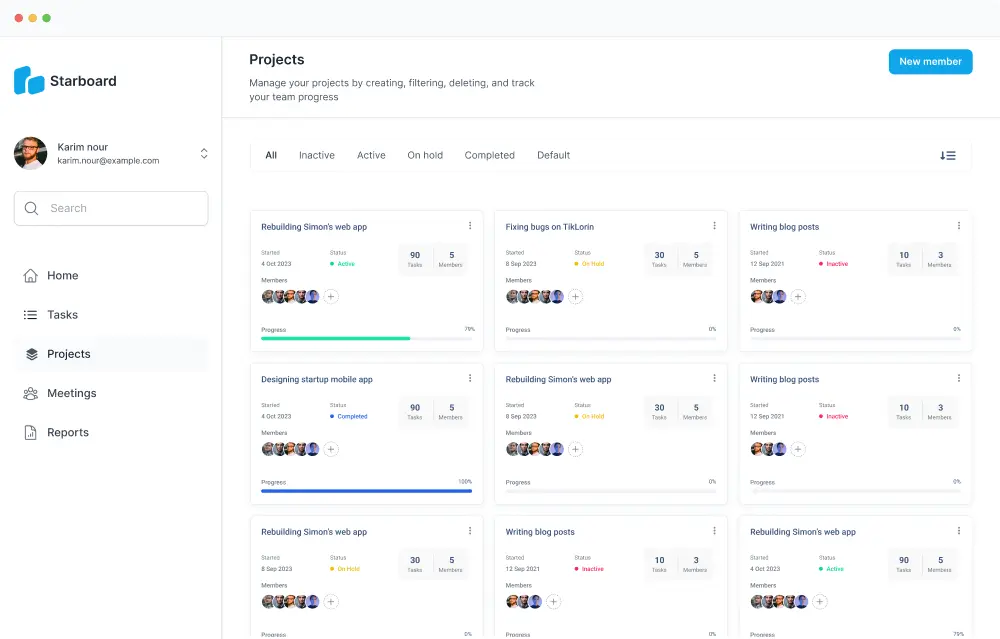 Starboard
Karim nour
karim.nour@example.com
Search
Home
Tasks
Projects
Meetings
Reports
Projects
New member
Manage your projects by creating, filtering, deleting, and track
your team progress
All Inactive Active On hold Completed Default
Rebuilding Simon's web app
Started Status 90 5
4 Oct 2023 Active Tasks Members
Members
Progress 79%
Fixing bugs on TikLorin
Started Status 30 5
8 Sep 2023 On Hold Tasks Members
Members
Progress 0%
Writing blog posts
Started Status 10 3
12 Sep 2021 Inactive Tasks Members
Members
Progress 0%
Designing startup mobile app
Started Status 90 5
4 Oct 2023 Completed Tasks Members
Members
Progress 100%
Rebuilding Simon's web app
Started Status 30 5
8 Sep 2023 On Hold Tasks Members
Members
Progress 0%
Writing blog posts
Started Status 10 3
12 Sep 2021 Inactive Tasks Members
Members
Progress 0%
Rebuilding Simon's web app
Started Status 30 5
8 Sep 2023 On Hold Tasks Members
Members
Progress 0%
Writing blog posts
Started Status 10 3
12 Sep 2021 Inactive Tasks Members
Members
Progress 0%
Rebuilding Simon's web app
Started Status 90 5
4 Oct 2023 Active Tasks Members
Members
Progress 79%